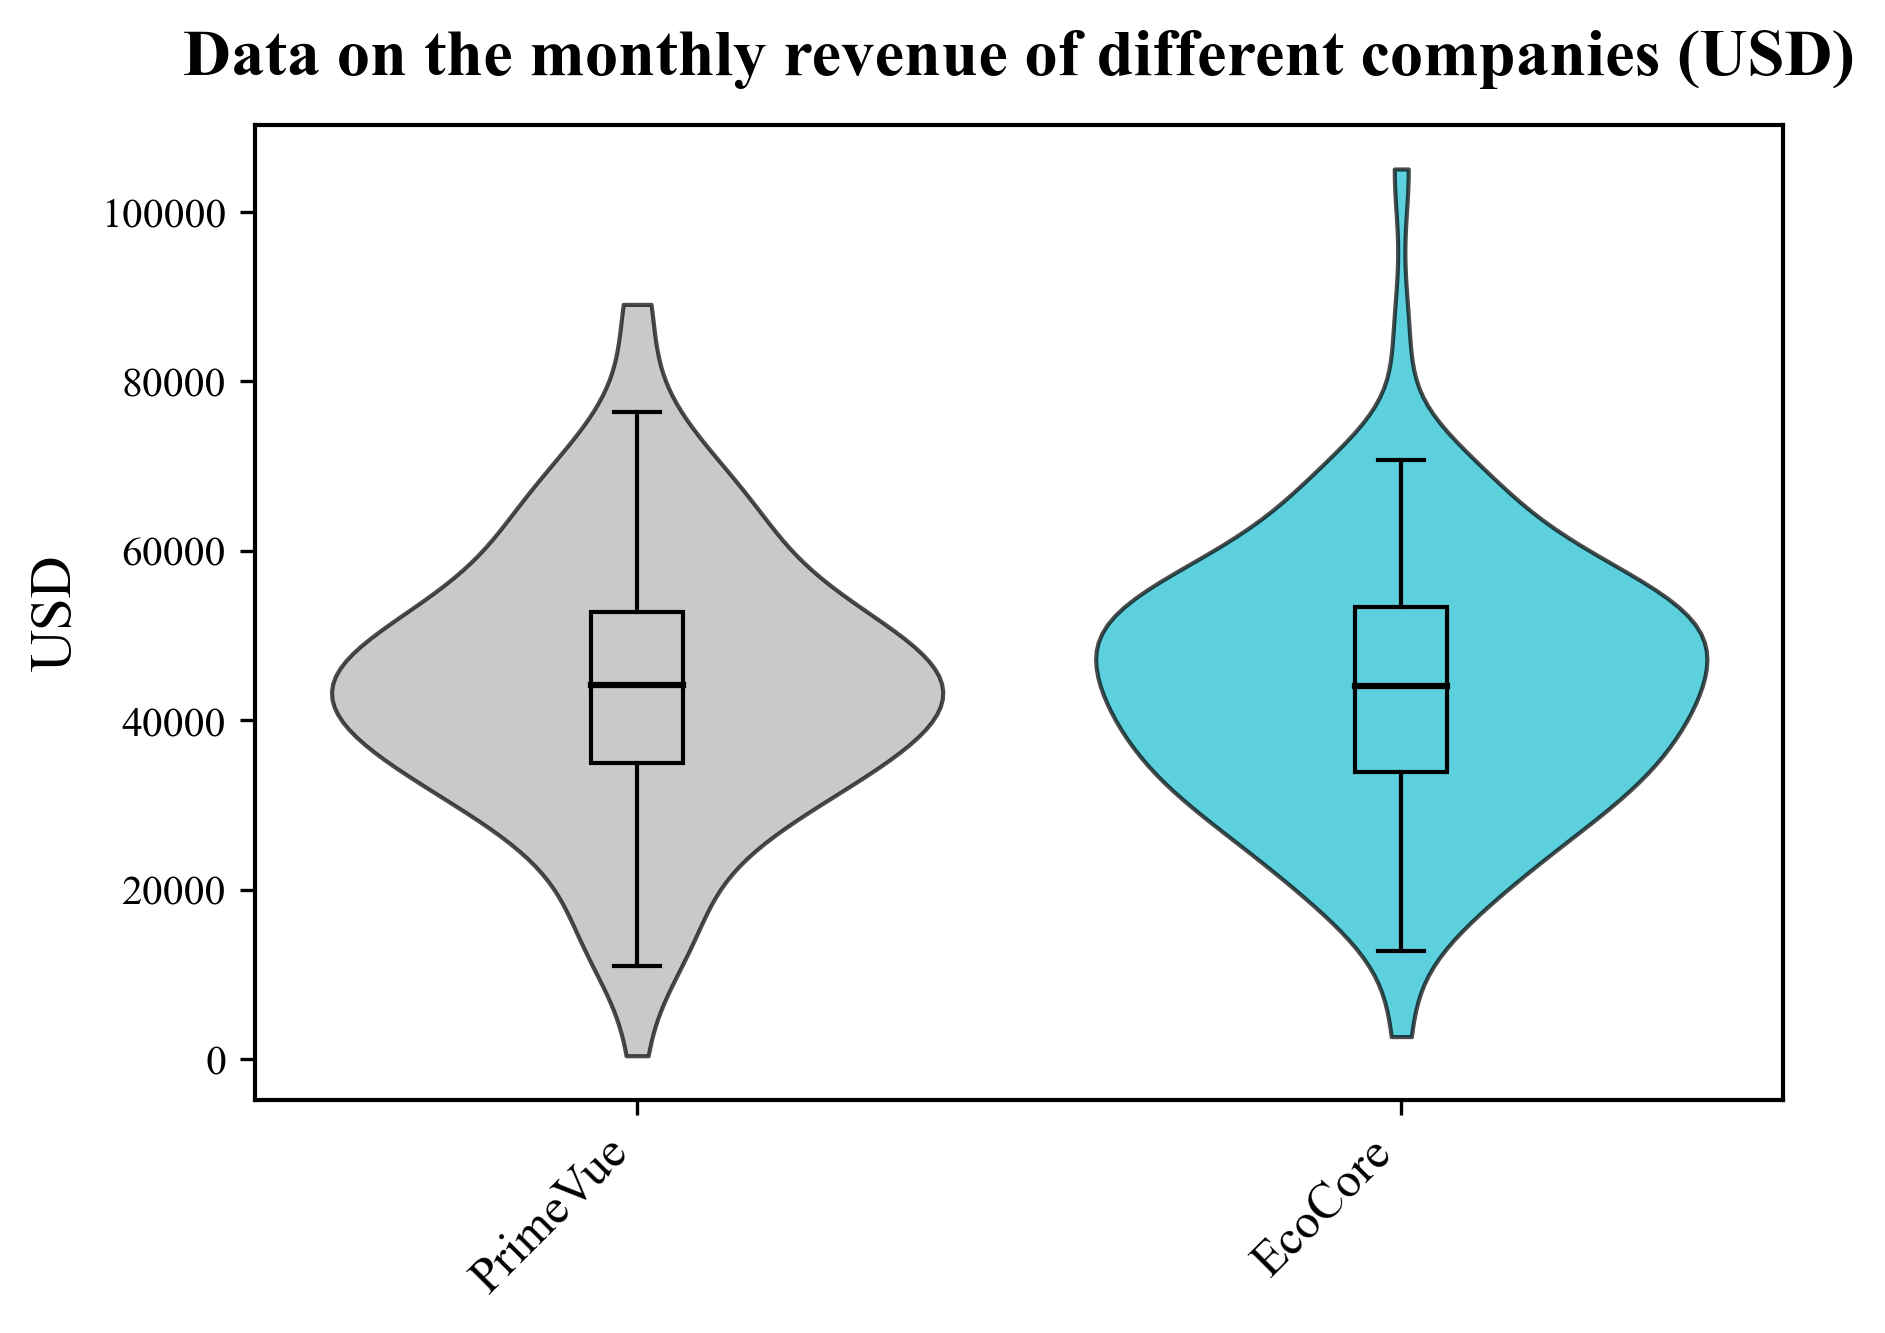 Data on the monthly revenue of different companies (USD)
USD
100000
80000
60000
40000
20000
0
PrimeVue
EcoCore